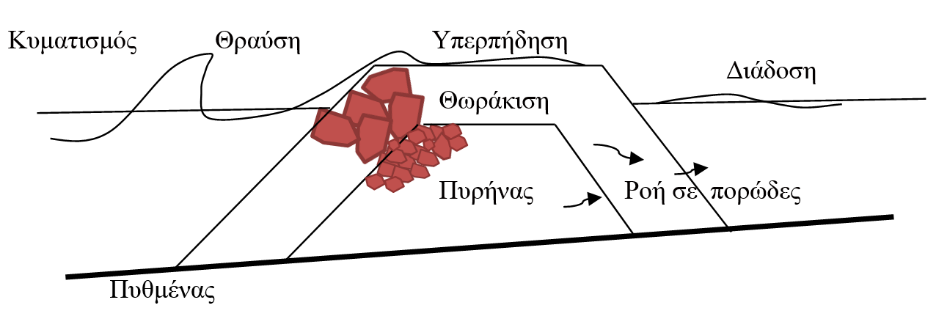 Κυματισμός
Θραύση
Υπερπήδηση
Διάδοση
Θωράκιση
Πυρήνας
Ροή σε πορώδες
Πυθμένας